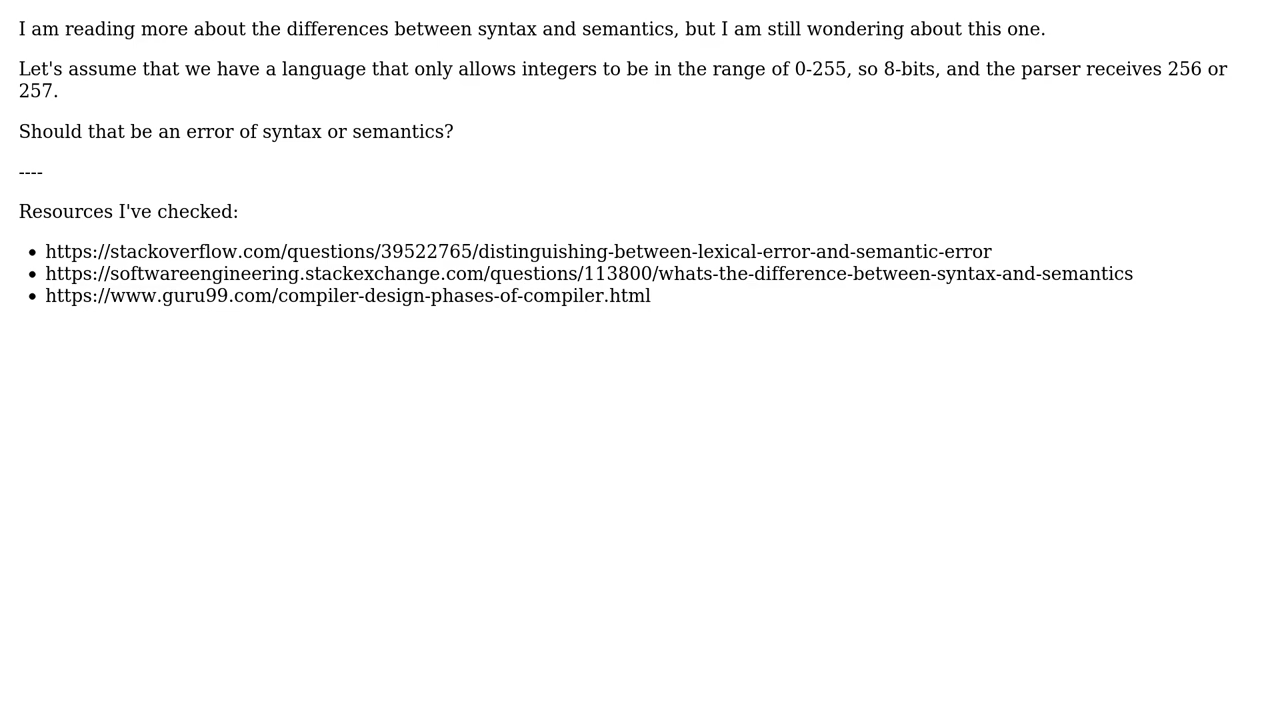 I am reading more about the differences between syntax and semantics, but I am still wondering about this one.
Let's assume that we have a language that only allows integers to be in the range of 0-255, so 8-bits, and the parser receives 256 or
257.
Should that be an error of syntax or semantics?
----
Resources I've checked:
• https://stackoverflow.com/questions/39522765/distinguishing-between-lexical-error-and-semantic-error
• https://softwareengineering.stackexchange.com/questions/113800/whats-the-difference-between-syntax-and-semantics
• https://www.guru99.com/compiler-design-phases-of-compiler.html